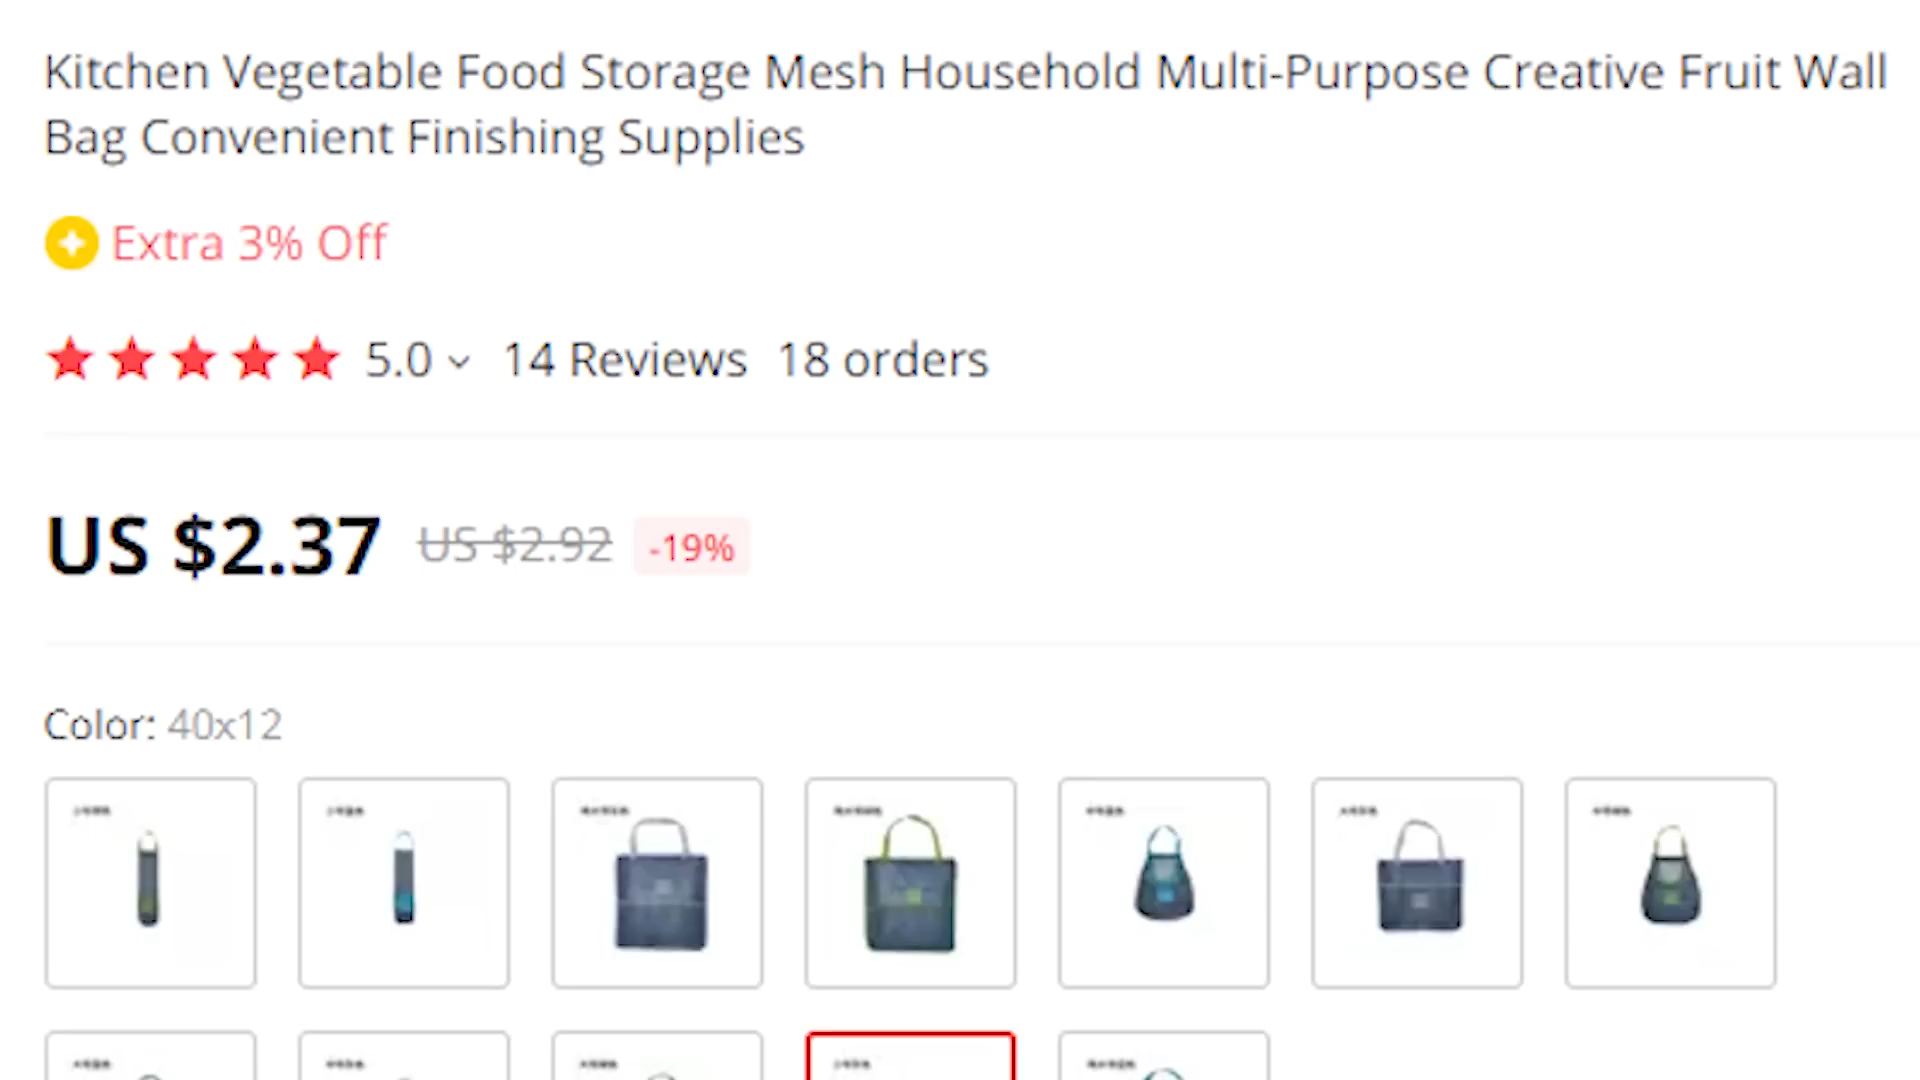 Kitchen Vegetable Food Storage Mesh Household Multi-Purpose Creative Fruit Wall
Bag Convenient Finishing Supplies
Extra 3% Off
5.0 14 Reviews 18 orders
US $2.37 US $2.92 -19%
Color: 40x12